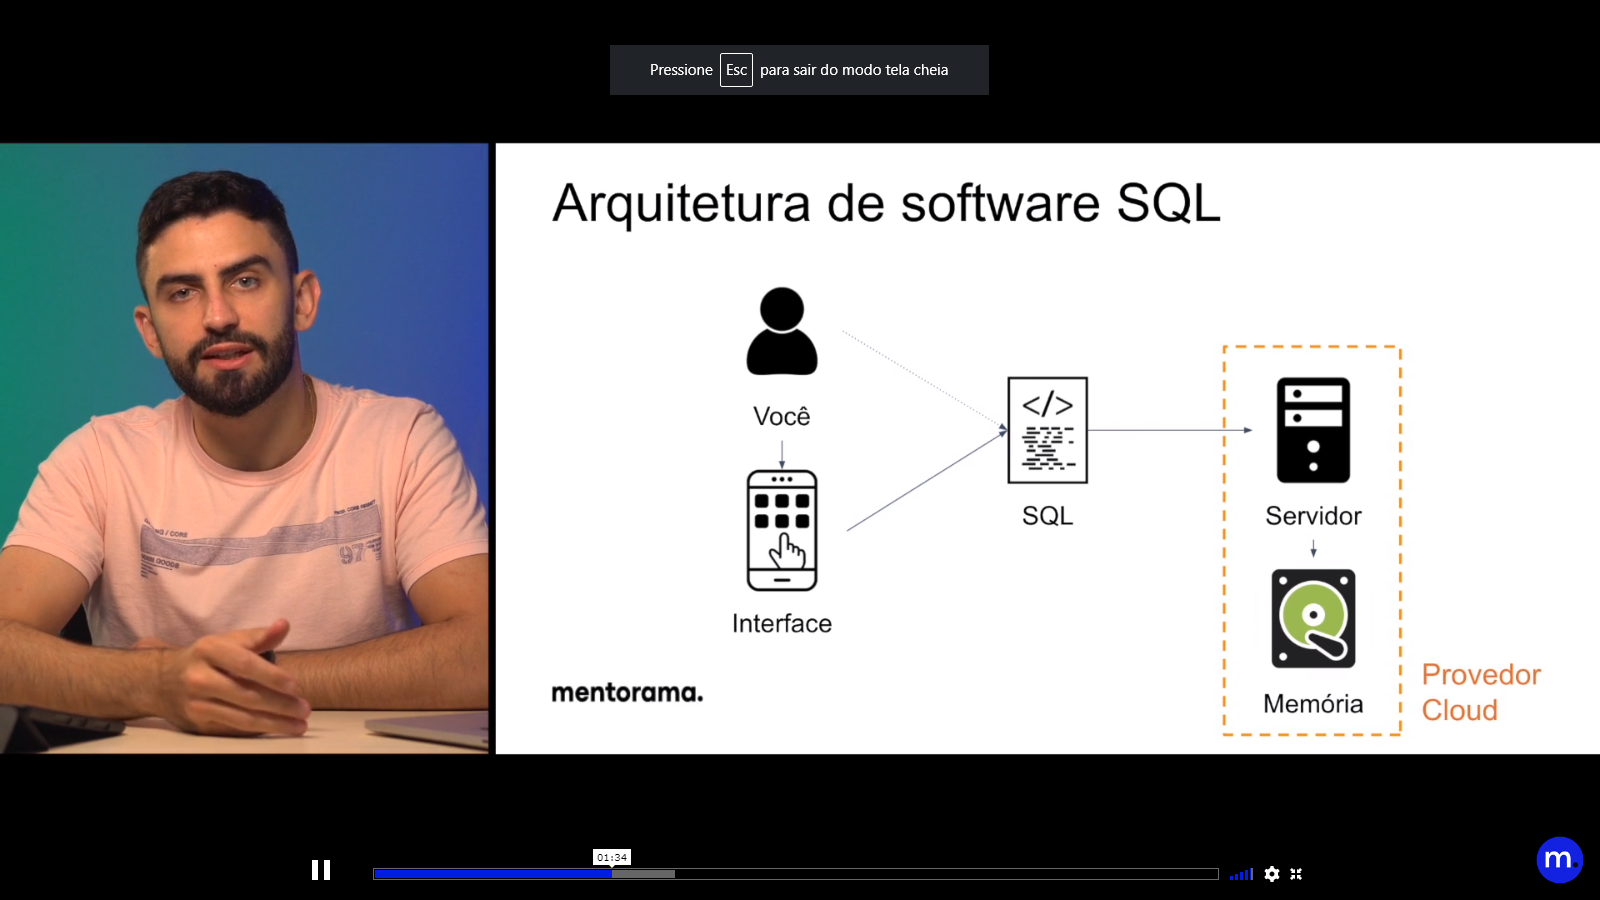 Pressione Esc para sair do modo tela cheia
Arquitetura de software SQL
Você
Interface
</>
SQL
Servidor
Memória
Provedor
Cloud
mentorama.
97
01:34
m.